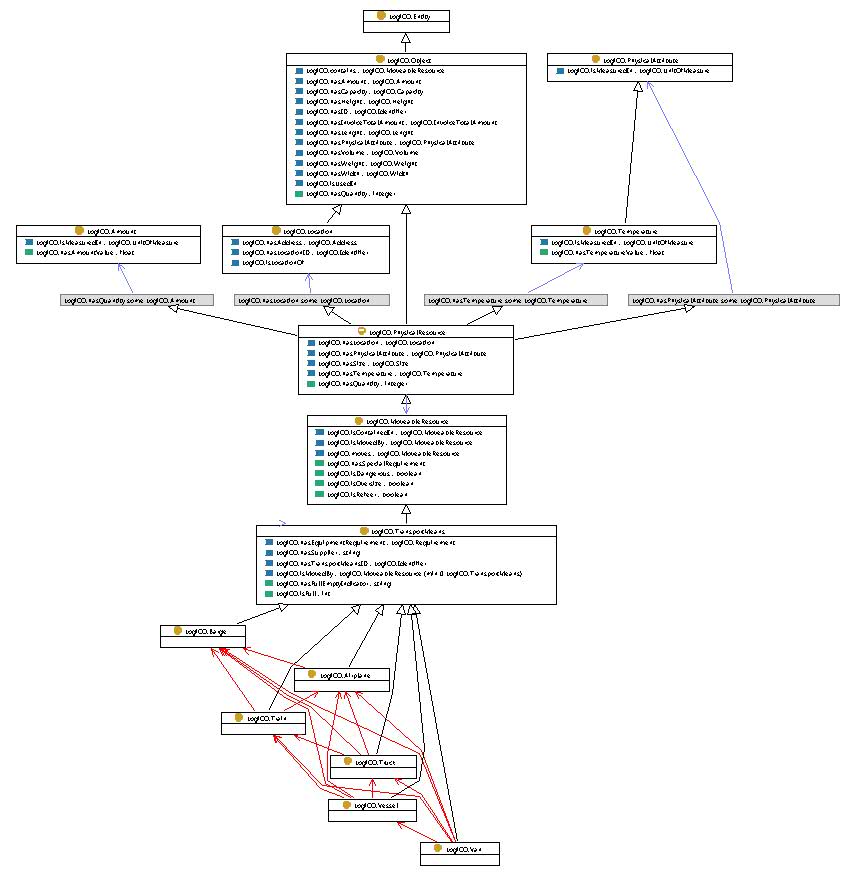 LogiCO:Entity
LogiCO:Object
LogiCO:contains : LogiCO:MoveableResource
LogiCO:hasAmount : LogiCO:Amount
LogiCO:hasCapacity : LogiCO:Capacity
LogiCO:hasHeight : LogiCO:Height
LogiCO:hasID : LogiCO:Identifier
LogiCO:hasInvoiceTotalAmount : LogiCO:InvoiceTotalAmount
LogiCO:hasLenght : LogiCO:Lenght
LogiCO:hasPhysicalAttribute : LogiCO:PhysicalAttribute
LogiCO:hasVolume : LogiCO:Volume
LogiCO:hasWeight : LogiCO:Weight
LogiCO:hasWidth : LogiCO:Width
LogiCO:isUsedIn
LogiCO:hasQuantity : integer
LogiCO:PhysicalAttribute
LogiCO:isMeasuredIn : LogiCO:UnitOfMeasure
LogiCO:Amount
LogiCO:isMeasuredIn : LogiCO:UnitOfMeasure
LogiCO:hasAmountValue : float
LogiCO:Location
LogiCO:hasAddress : LogiCO:Address
LogiCO:hasLocationID : LogiCO:Identifier
LogiCO:isLocationOf
LogiCO:Temperature
LogiCO:isMeasuredIn : LogiCO:UnitOfMeasure
LogiCO:hasTemperatureValue : float
LogiCO:hasQuantity some LogiCO:Amount
LogiCO:hasLocation some LogiCO:Location
LogiCO:hasTemperature some LogiCO:Temperature
LogiCO:hasPhysicalAttribute some LogiCO:PhysicalAttribute
LogiCO:PhysicalResource
LogiCO:hasLocation : LogiCO:Location
LogiCO:hasPhysicalAttribute : LogiCO:PhysicalAttribute
LogiCO:hasSize : LogiCO:Size
LogiCO:hasTemperature : LogiCO:Temperature
LogiCO:hasQuantity : integer
LogiCO:MoveableResource
LogiCO:isContainedIn : LogiCO:MoveableResource
LogiCO:isMovedBy : LogiCO:MoveableResource
LogiCO:moves : LogiCO:MoveableResource
LogiCO:hasSpecialRequirement
LogiCO:isDangerous : boolean
LogiCO:isOversize : boolean
LogiCO:isReefer : boolean
LogiCO:TransportMeans
LogiCO:hasEquipmentRequirement : LogiCO:Requirement
LogiCO:hasSupplier : string
LogiCO:hasTransportMeansID : LogiCO:Identifier
LogiCO:isMovedBy : LogiCO:MoveableResource (min 0 LogiCO:TransportMeans)
LogiCO:hasFullEmptyIndicator : string
LogiCO:isFull : int
LogiCO:Barge
LogiCO:Airplane
LogiCO:Train
LogiCO:Truck
LogiCO:Vessel
LogiCO:Van